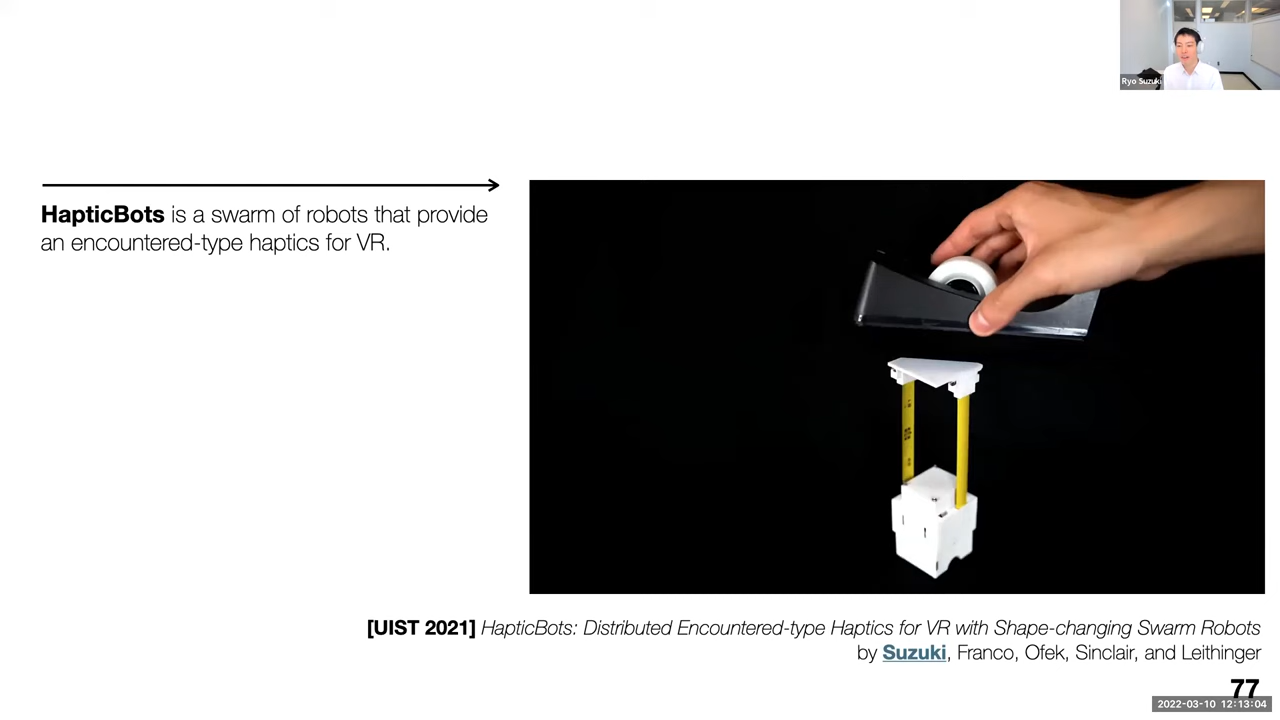 Ryo Suzuki
HapticBots is a swarm of robots that provide
an encountered-type haptics for VR.
[UIST 2021] HapticBots: Distributed Encountered-type Haptics for VR with Shape-changing Swarm Robots
by Suzuki, Franco, Ofek, Sinclair, and Leithinger
77
2022-03-10 12:13:04